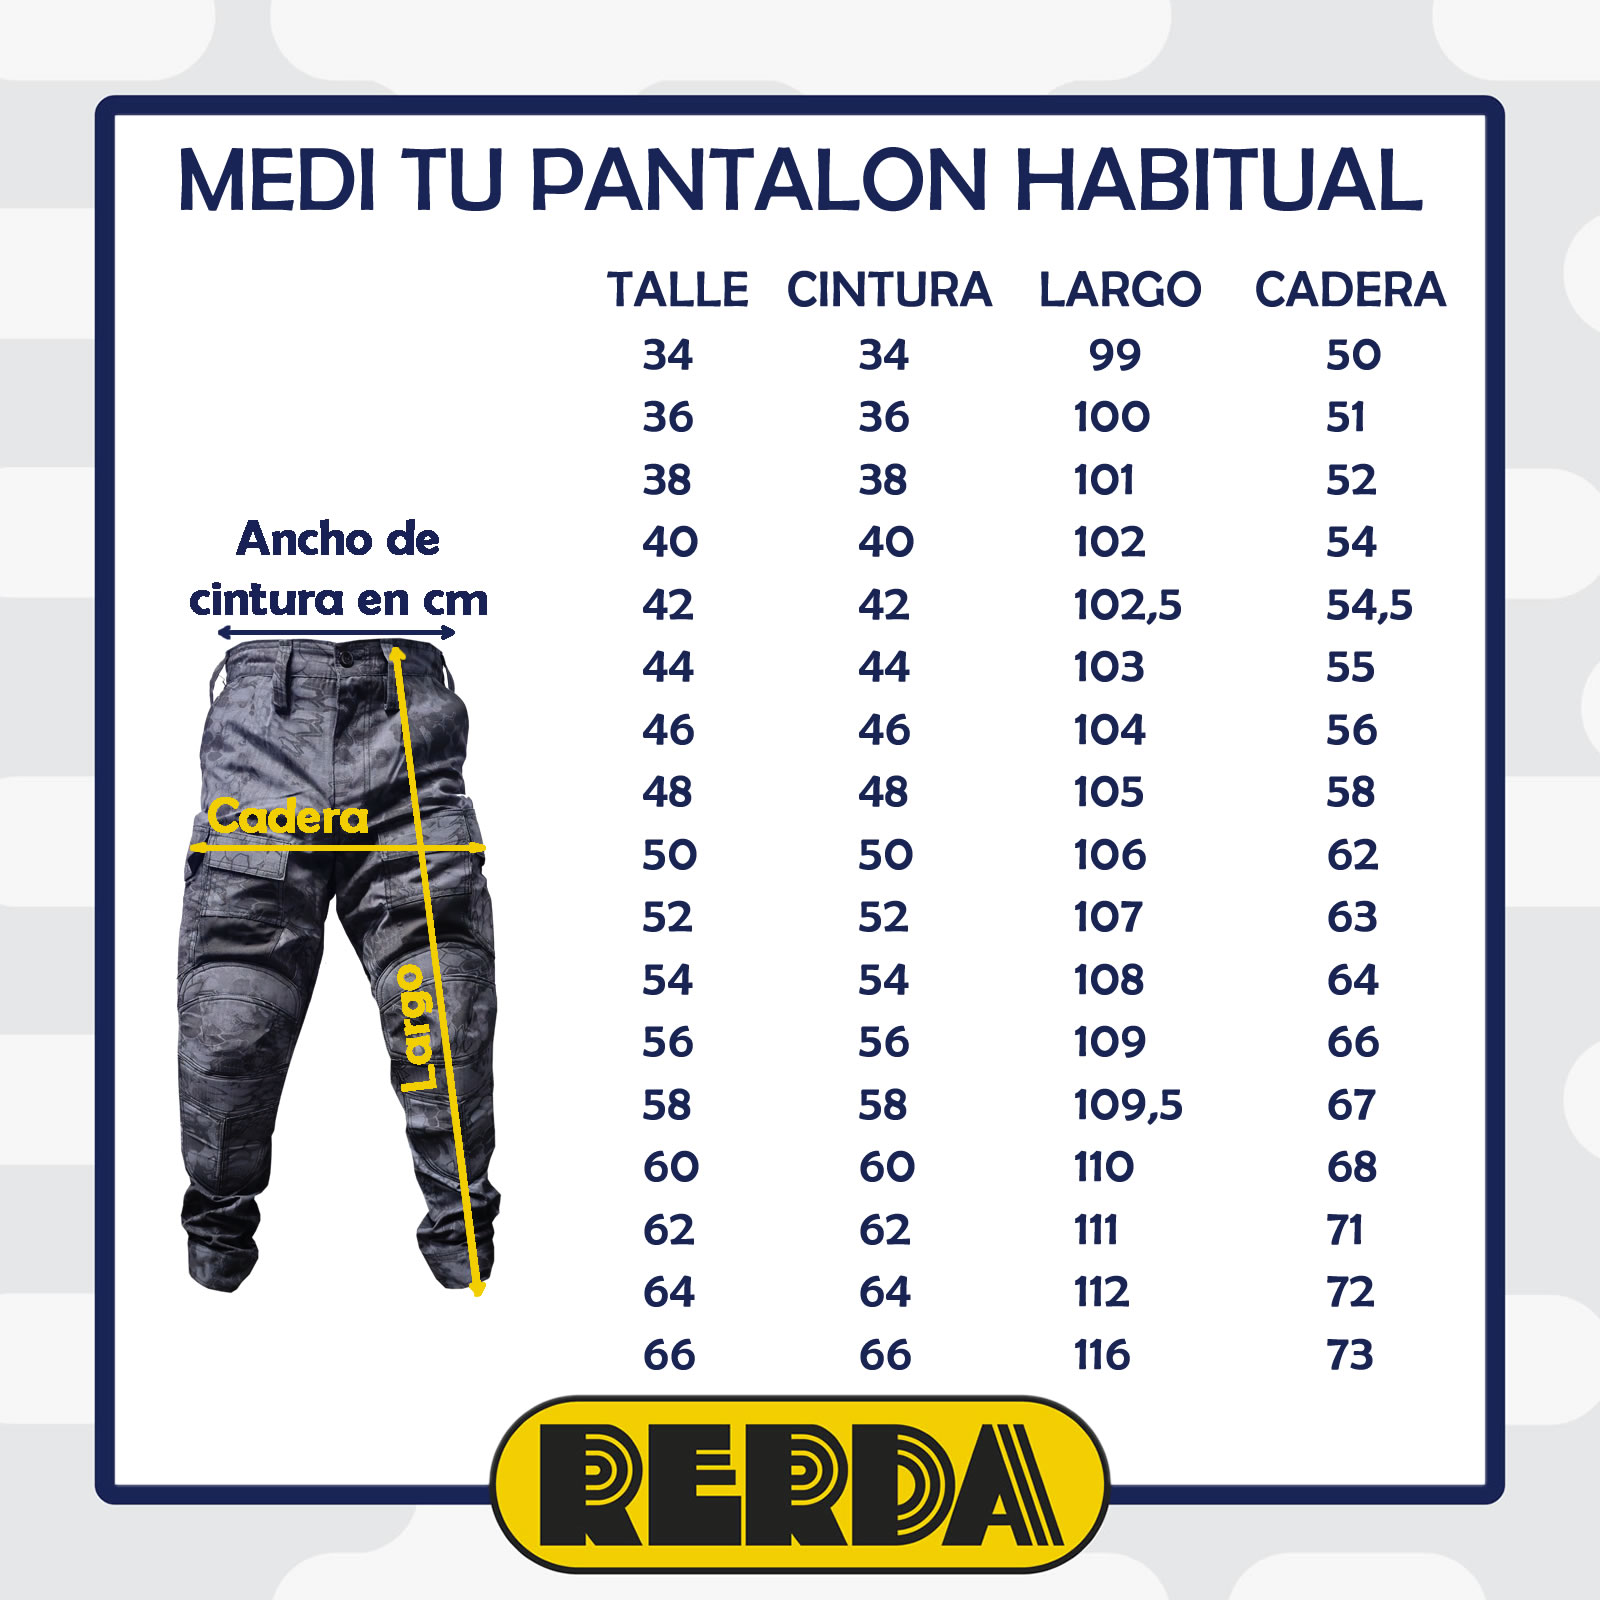 MEDI TU PANTALON HABITUAL
TALLE CINTURA LARGO CADERA
34 34 99 50
36 36 100 51
38 38 101 52
40 40 102 54
42 42 102,5 54,5
44 44 103 55
46 46 104 56
48 48 105 58
50 50 106 62
52 52 107 63
54 54 108 64
56 56 109 66
58 58 109,5 67
60 60 110 68
62 62 111 71
64 64 112 72
66 66 116 73
Ancho de
cintura en cm
Cadera
Largo
RERDA